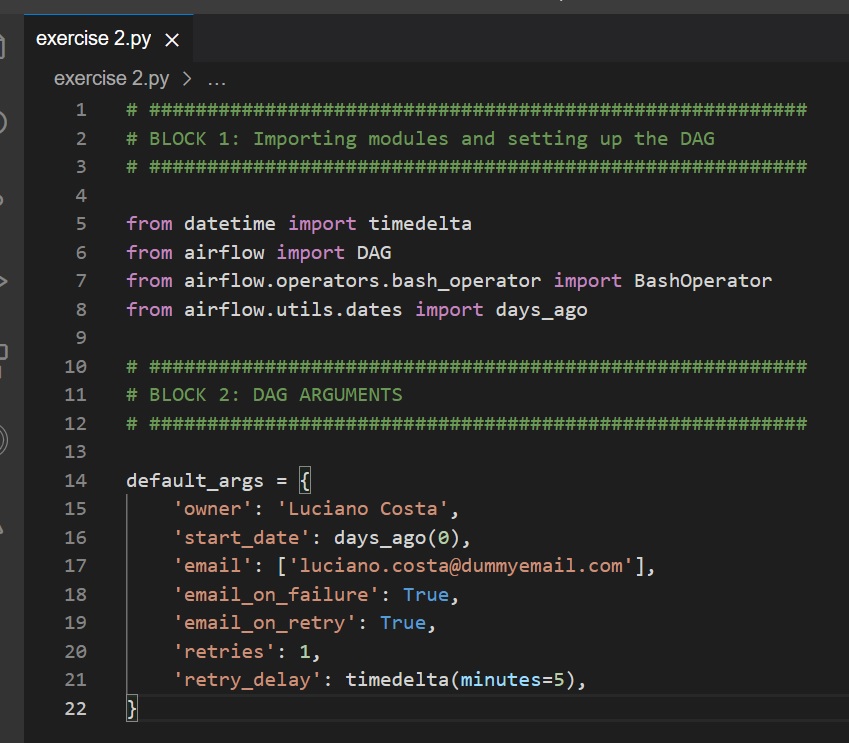 exercise 2.py ×
exercise 2.py > ...
1 # #########################################################
2 # BLOCK 1: Importing modules and setting up the DAG
3 # #########################################################
4
5 from datetime import timedelta
6 from airflow import DAG
7 from airflow.operators.bash_operator import BashOperator
8 from airflow.utils.dates import days_ago
9
10 # #########################################################
11 # BLOCK 2: DAG ARGUMENTS
12 # #########################################################
13
14 default_args = {
15     'owner': 'Luciano Costa',
16     'start_date': days_ago(0),
17     'email': ['luciano.costa@dummyemail.com'],
18     'email_on_failure': True,
19     'email_on_retry': True,
20     'retries': 1,
21     'retry_delay': timedelta(minutes=5),
22 }